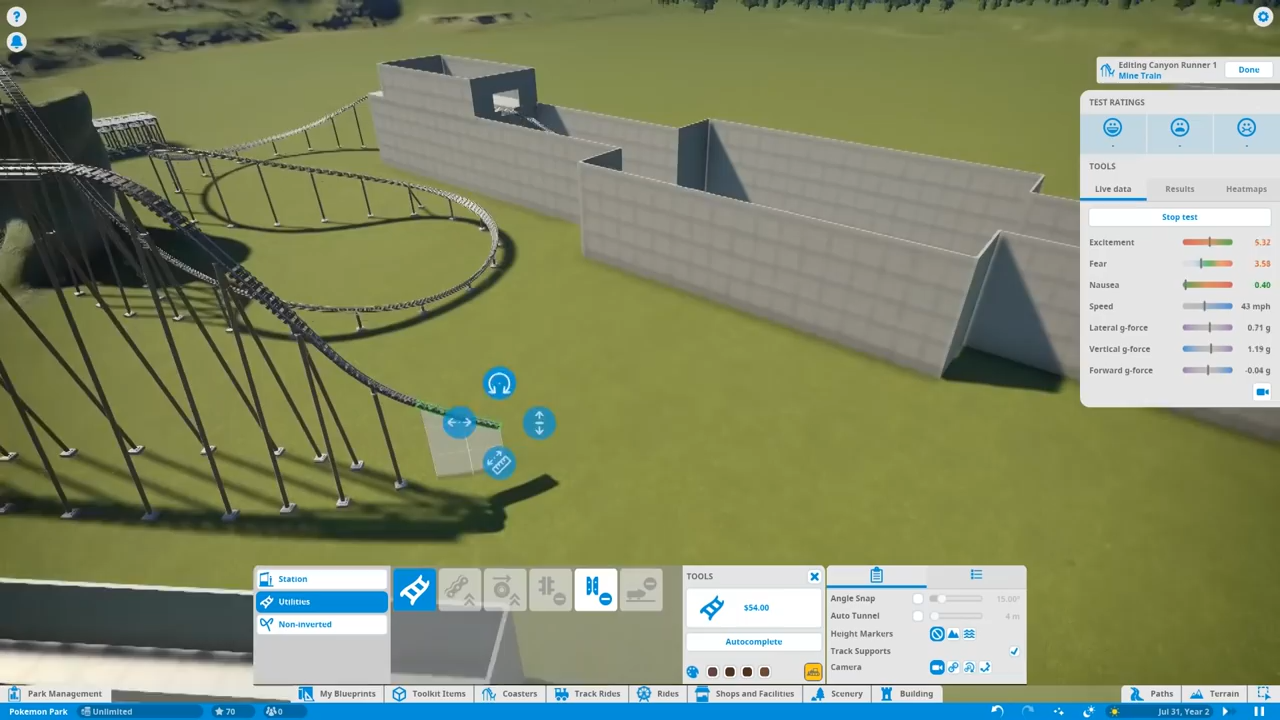 ?
Editing Canyon Runner 1
Mine Train
Done
TEST RATINGS
- - -
TOOLS
Live data Results Heatmaps
Stop test
Excitement 5.32
Fear 3.58
Nausea 0.40
Speed 43 mph
Lateral g-force 0.71 g
Vertical g-force 1.19 g
Forward g-force -0.04 g
Station
Utilities
Non-inverted
TOOLS
$54.00
Autocomplete
Angle Snap 15.00°
Auto Tunnel 4 m
Height Markers
Track Supports
Camera
Park Management My Blueprints Toolkit Items Coasters Track Rides Rides Shops and Facilities Scenery Building Paths Terrain
Pokemon Park Unlimited 70 0 Jul 31, Year 2